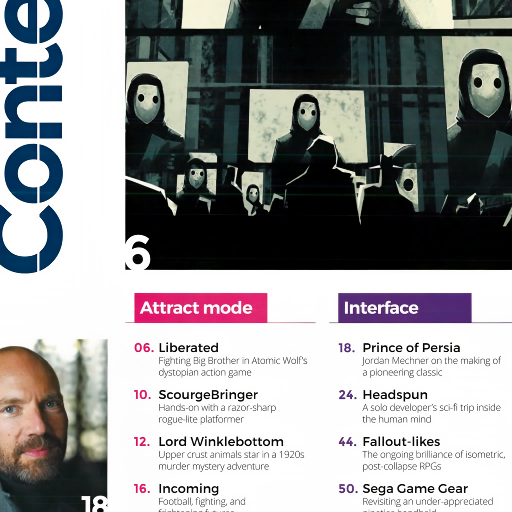 Conte
6
Attract mode
06. Liberated
Fighting Big Brother in Atomic Wolf's
dystopian action game
10. ScourgeBringer
Hands-on with a razor-sharp
rogue-lite platformer
12. Lord Winklebottom
Upper crust animals star in a 1920s
murder mystery adventure
16. Incoming
Football, fighting, and
18
Interface
18. Prince of Persia
Jordan Mechner on the making of
a pioneering classic
24. Headspun
A solo developer's sci-fi trip inside
the human mind
44. Fallout-likes
The ongoing brilliance of isometric,
post-collapse RPGs
50. Sega Game Gear
Revisiting an under-appreciated